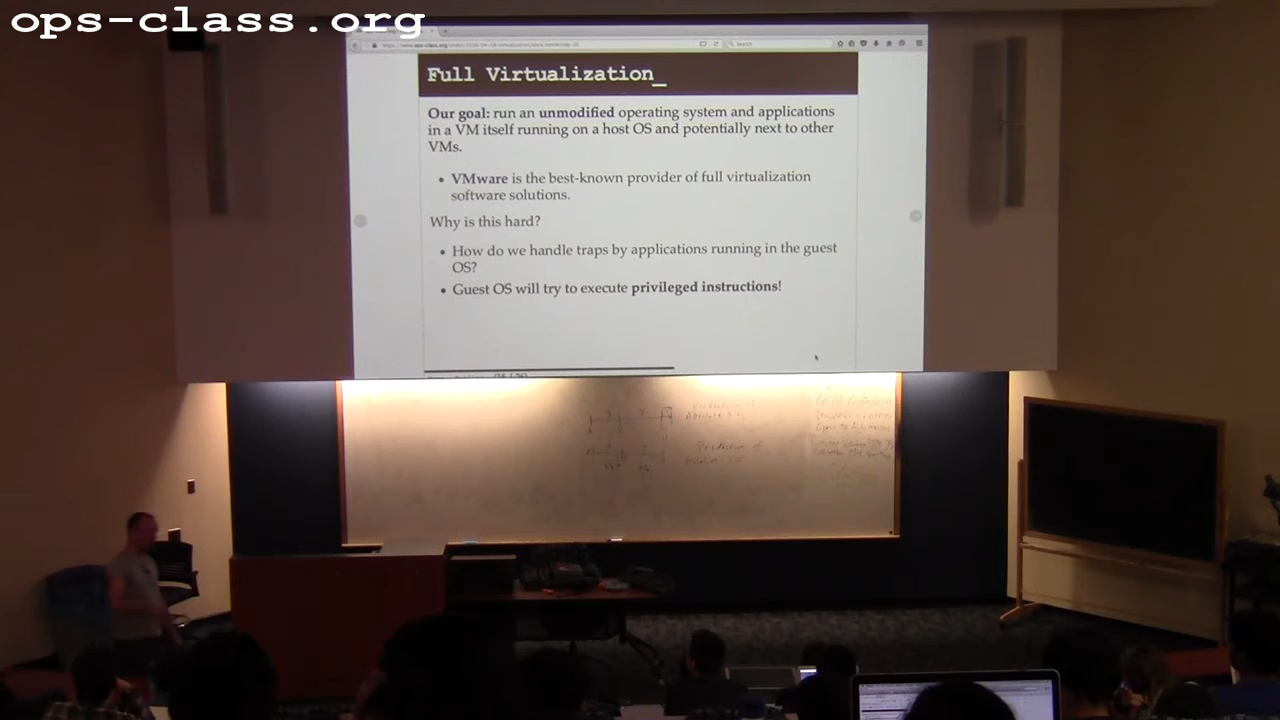 ops-class.org
Full Virtualization_
Our goal: run an unmodified operating system and applications
in a VM itself running on a host OS and potentially next to other
VMs.
• VMware is the best-known provider of full virtualization
software solutions.
Why is this hard?
• How do we handle traps by applications running in the guest
OS?
• Guest OS will try to execute privileged instructions!